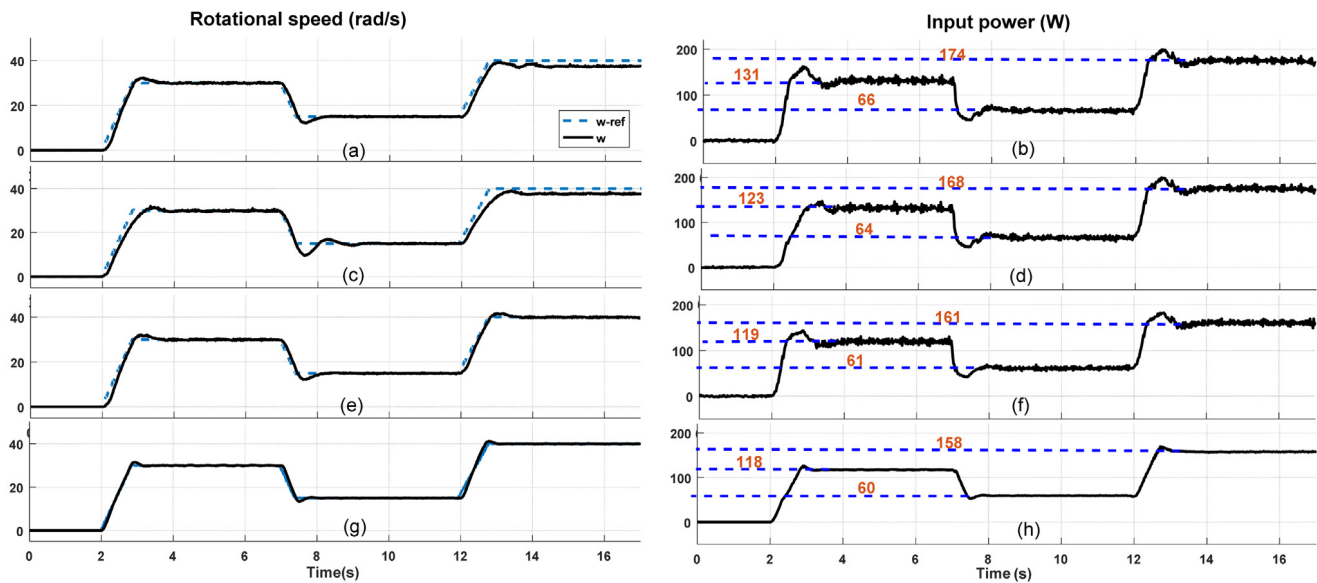 Rotational speed (rad/s)
40
20
0
w-ref
w
(a)
40
20
0
(c)
40
20
0
(e)
40
20
0
(g)
0 2 4 6 8 10 12 14 16
Time(s)
Input power (W)
200
100
0
174
131
66
(b)
200
100
0
168
123
64
(d)
200
100
0
161
119
61
(f)
200
100
0
158
118
60
(h)
0 2 4 6 8 10 12 14 16
Time (s)